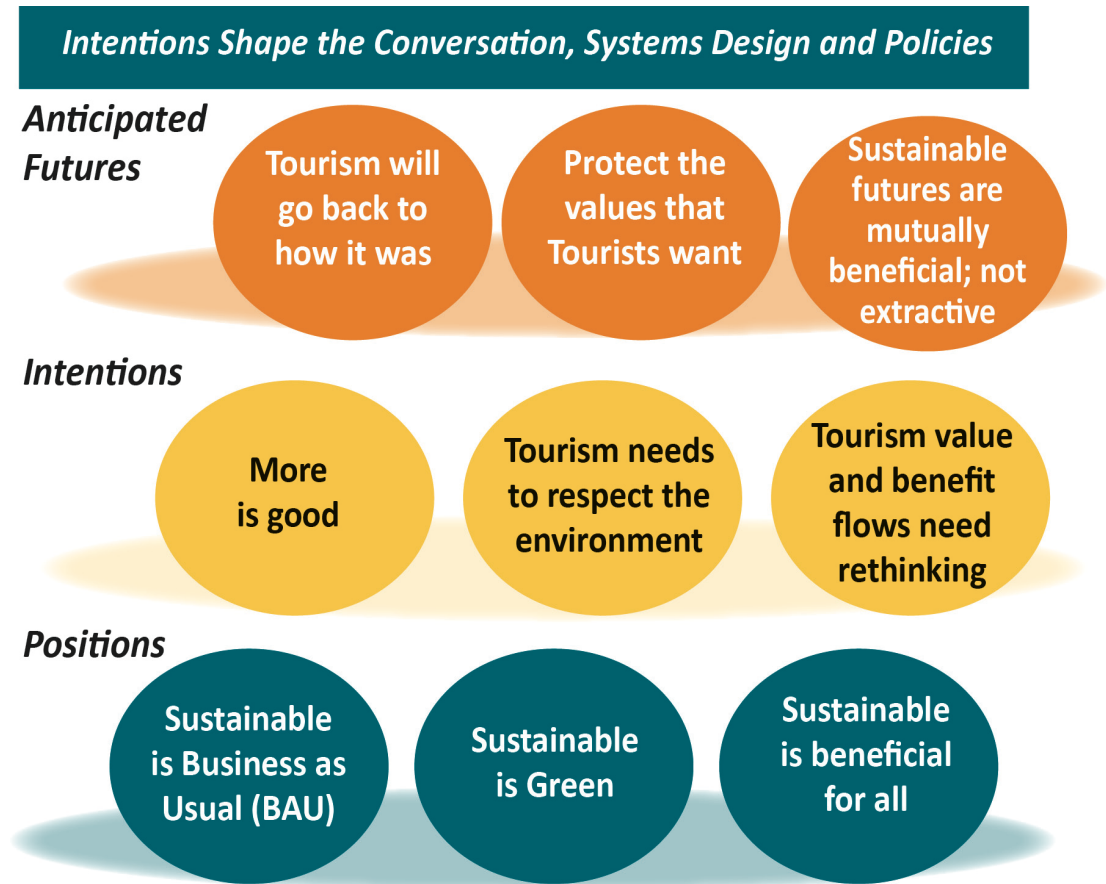 Intentions Shape the Conversation, Systems Design and Policies
Anticipated
Futures
Tourism will
go back to
how it was
Protect the
values that
Tourists want
Sustainable
futures are
mutually
beneficial; not
extractive
Intentions
More
is good
Tourism needs
to respect the
environment
Tourism value
and benefit
flows need
rethinking
Positions
Sustainable
is Business as
Usual (BAU)
Sustainable
is Green
Sustainable
is beneficial
for all